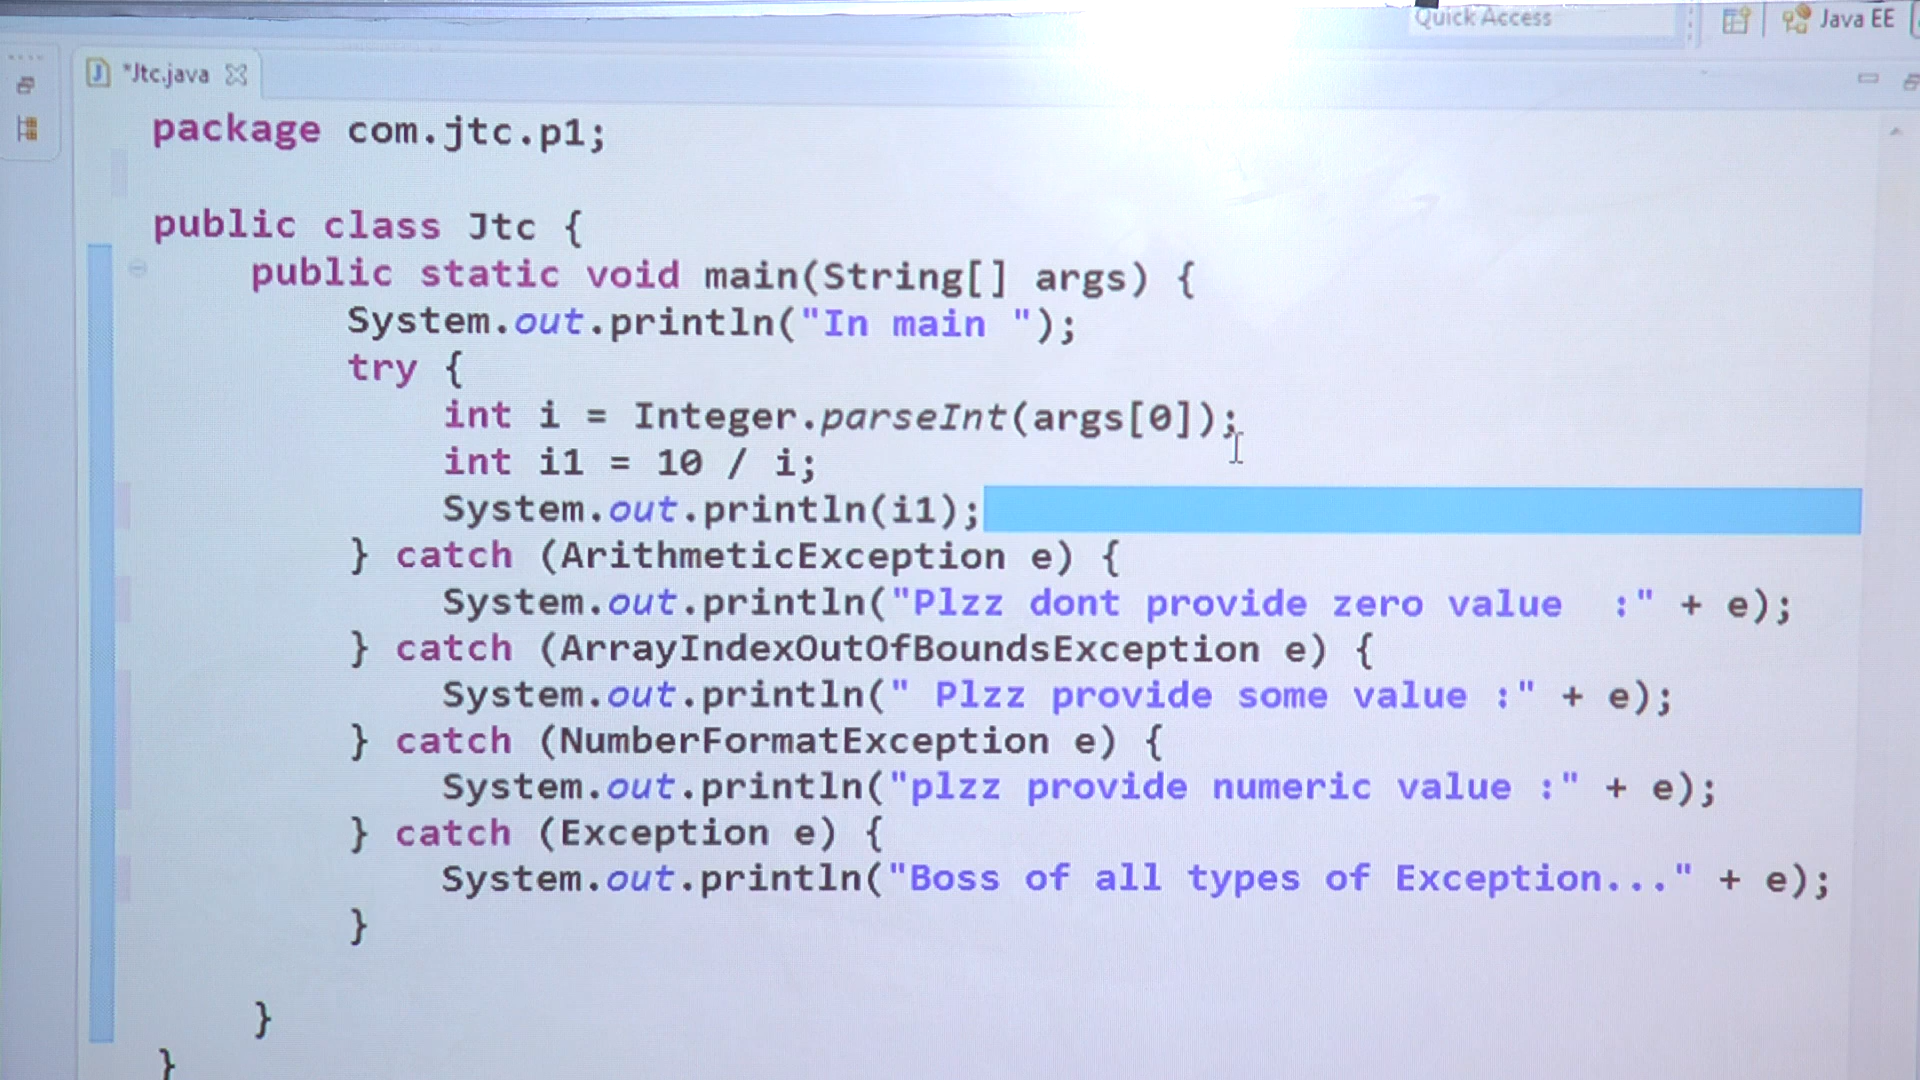 Quick Access
Java EE
*Jtc.java
package com.jtc.p1;
public class Jtc {
public static void main(String[] args) {
System.out.println("In main ");
try {
int i = Integer.parseInt(args[0]);
int i1 = 10 / i;
System.out.println(i1);
} catch (ArithmeticException e) {
System.out.println("Plzz dont provide zero value  :" + e);
} catch (ArrayIndexOutOfBoundsException e) {
System.out.println(" Plzz provide some value :" + e);
} catch (NumberFormatException e) {
System.out.println("plzz provide numeric value :" + e);
} catch (Exception e) {
System.out.println("Boss of all types of Exception..." + e);
}
}
}